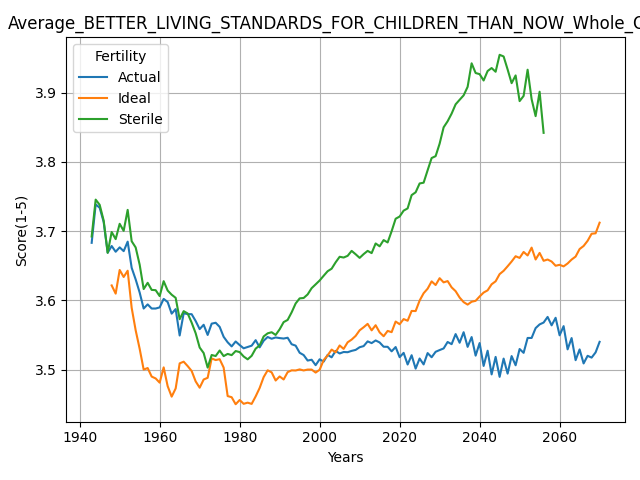 Average_BETTER_LIVING_STANDARDS_FOR_CHILDREN_THAN_NOW_Whole_
Fertility
Actual
Ideal
Sterile
3.9
3.8
3.7
3.6
3.5
Score(1-5)
1940
1960
1980
2000
2020
2040
2060
Years